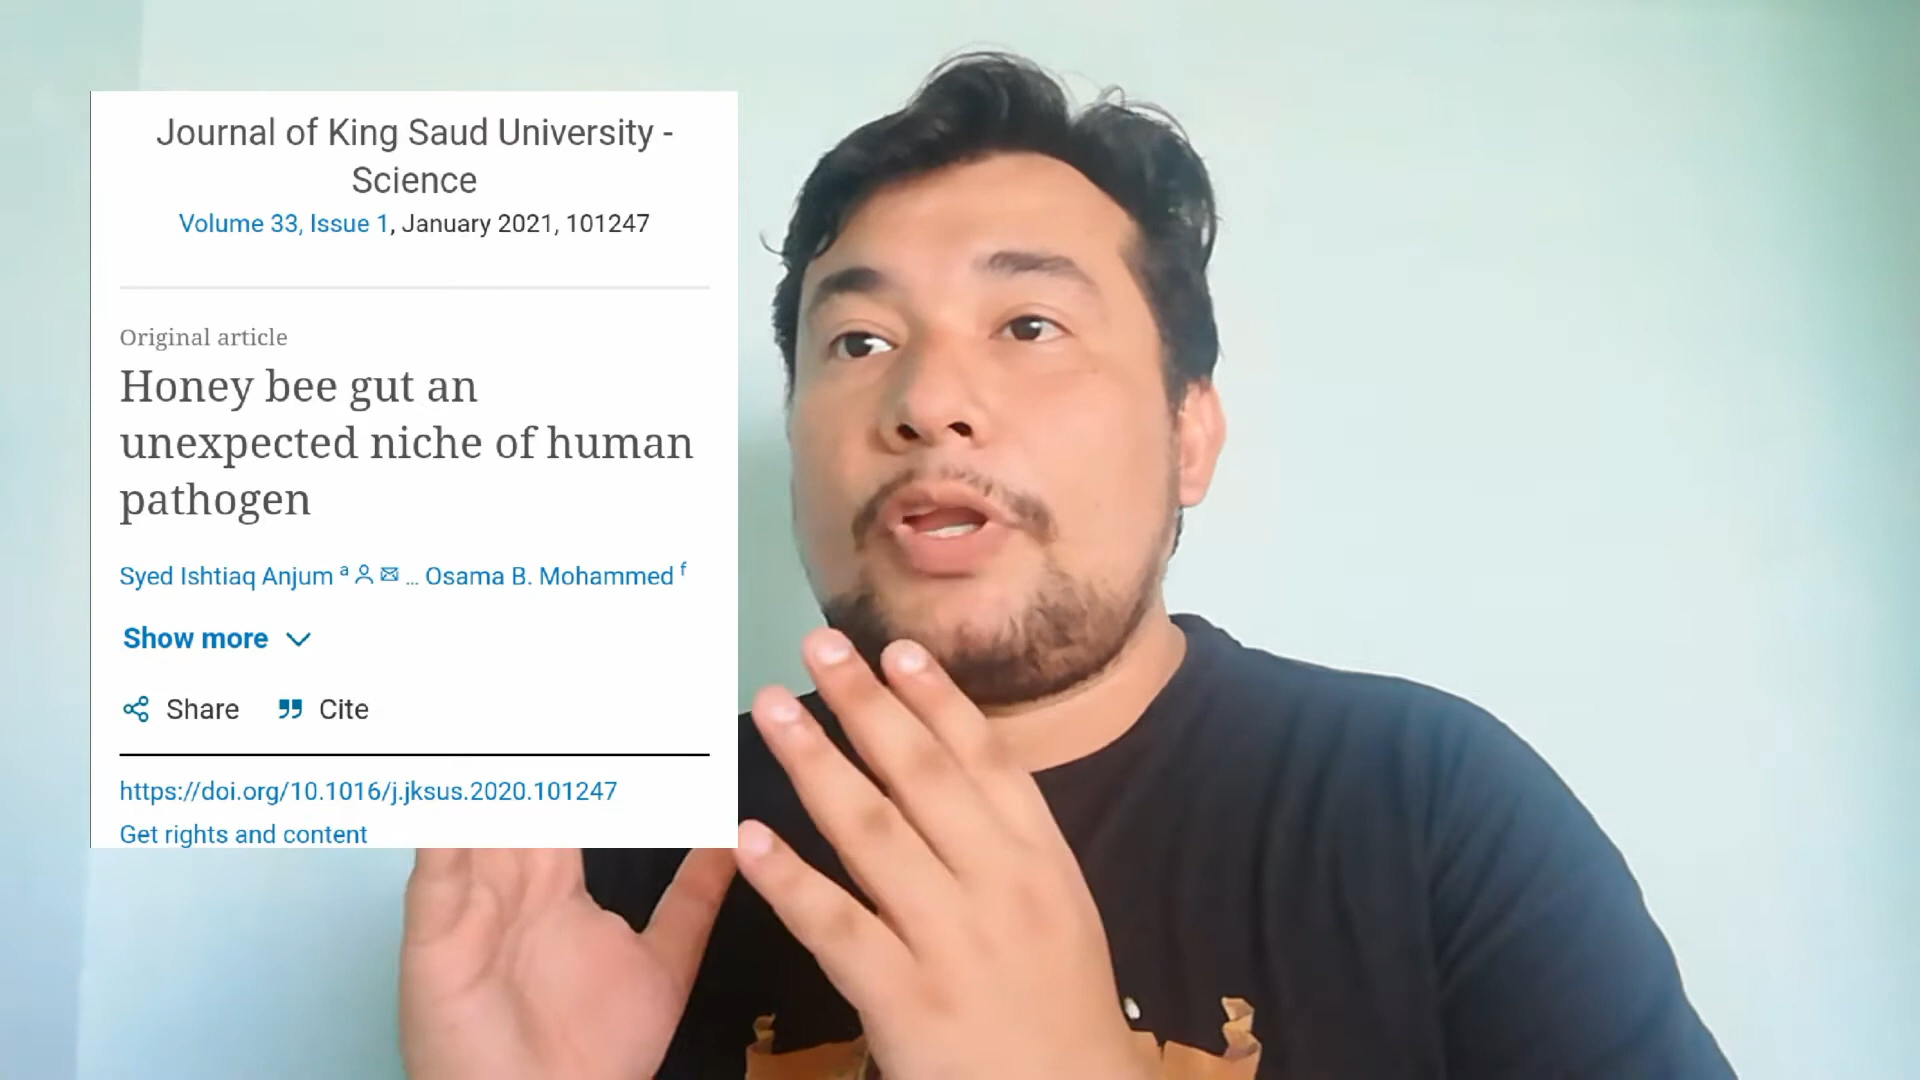 Journal of King Saud University -
Science
Volume 33, Issue 1, January 2021, 101247
Original article
Honey bee gut an
unexpected niche of human
pathogen
Syed Ishtiaq Anjum a ... Osama B. Mohammed f
Show more
Share Cite
https://doi.org/10.1016/j.jksus.2020.101247
Get rights and content